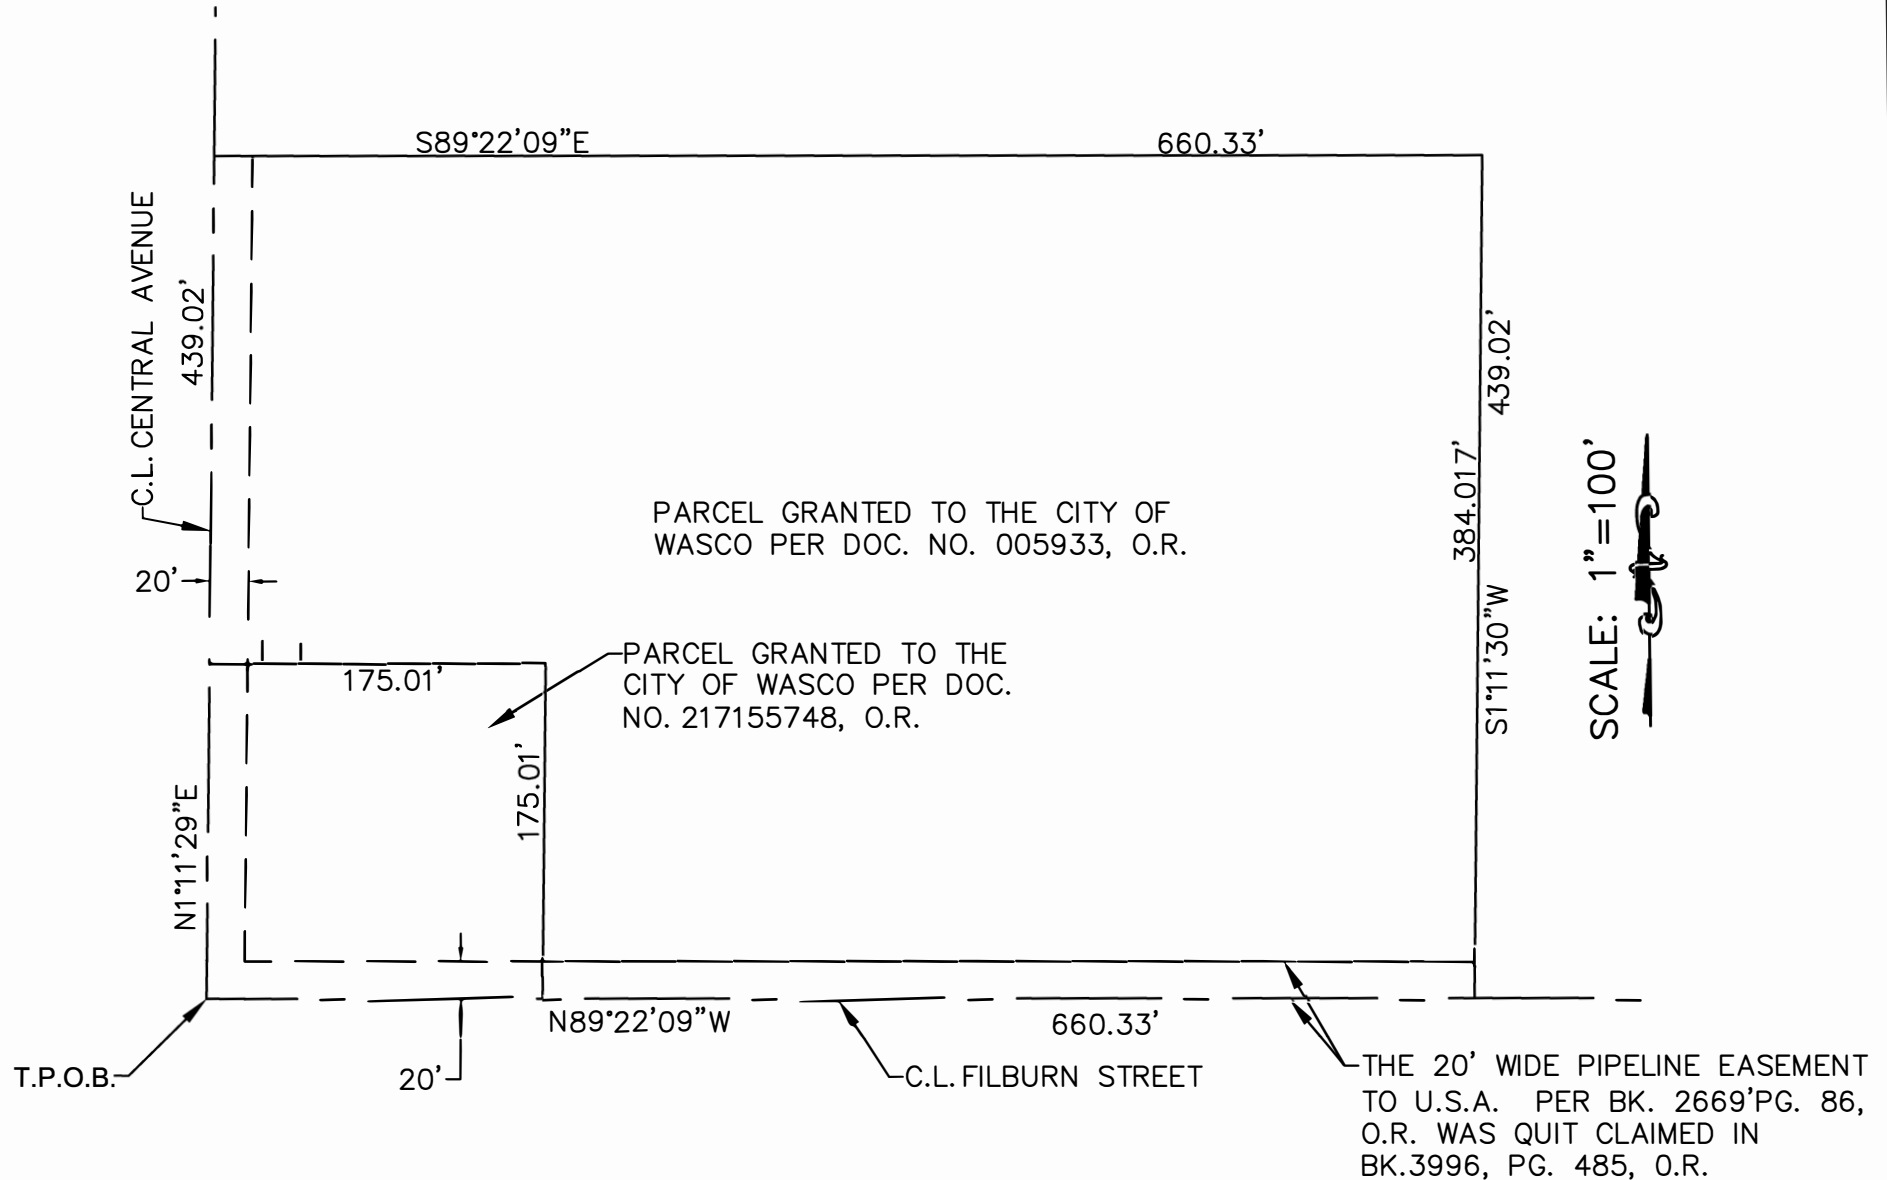 S89°22'09"E
660.33'
C.L. CENTRAL AVENUE
439.02'
439.02'
384.017'
S1°11'30"W
SCALE: 1"=100'
PARCEL GRANTED TO THE CITY OF
WASCO PER DOC. NO. 005933, O.R.
20'
PARCEL GRANTED TO THE
CITY OF WASCO PER DOC.
NO. 217155748, O.R.
175.01'
175.01'
N1°11'29"E
N89°22'09"W
660.33'
T.P.O.B.
20'
C.L. FILBURN STREET
THE 20' WIDE PIPELINE EASEMENT
TO U.S.A. PER BK. 2669'PG. 86,
O.R. WAS QUIT CLAIMED IN
BK.3996, PG. 485, O.R.